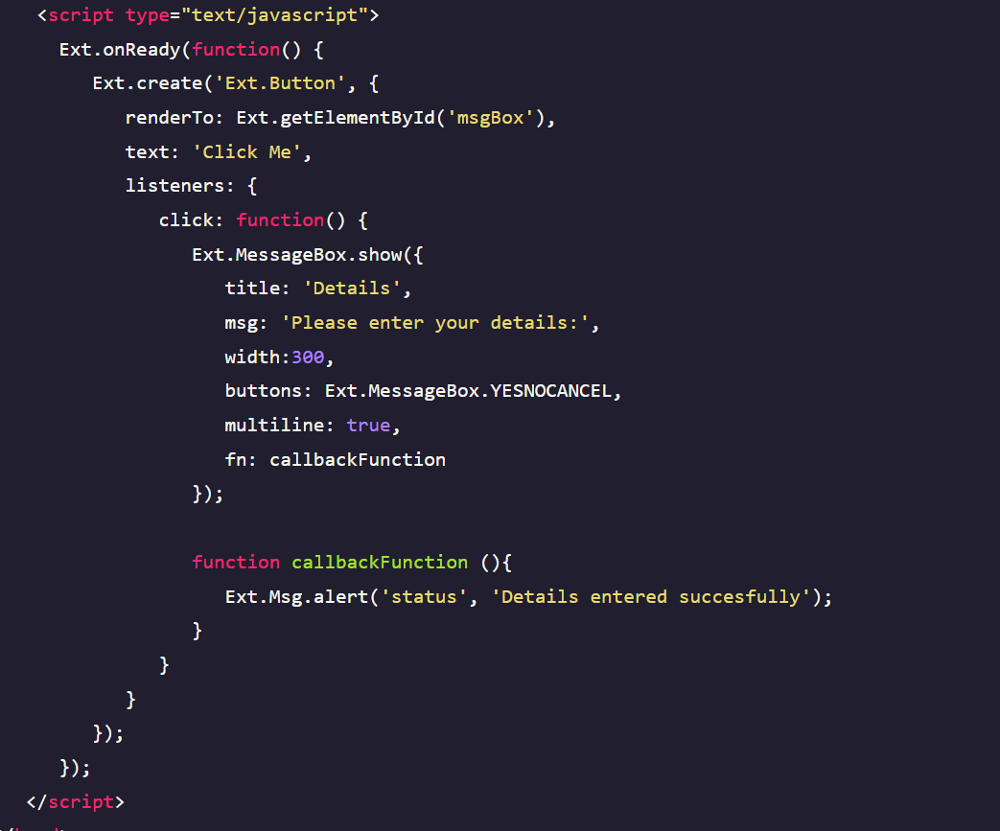 <script type="text/javascript">
Ext.onReady(function() {
Ext.create('Ext.Button', {
renderTo: Ext.getElementById('msgBox'),
text: 'Click Me',
listeners: {
click: function() {
Ext.MessageBox.show({
title: 'Details',
msg: 'Please enter your details:',
width:300,
buttons: Ext.MessageBox.YESNOCANCEL,
multiline: true,
fn: callbackFunction
});
function callbackFunction (){
Ext.Msg.alert('status', 'Details entered succesfully');
}
}
}
});
});
</script>